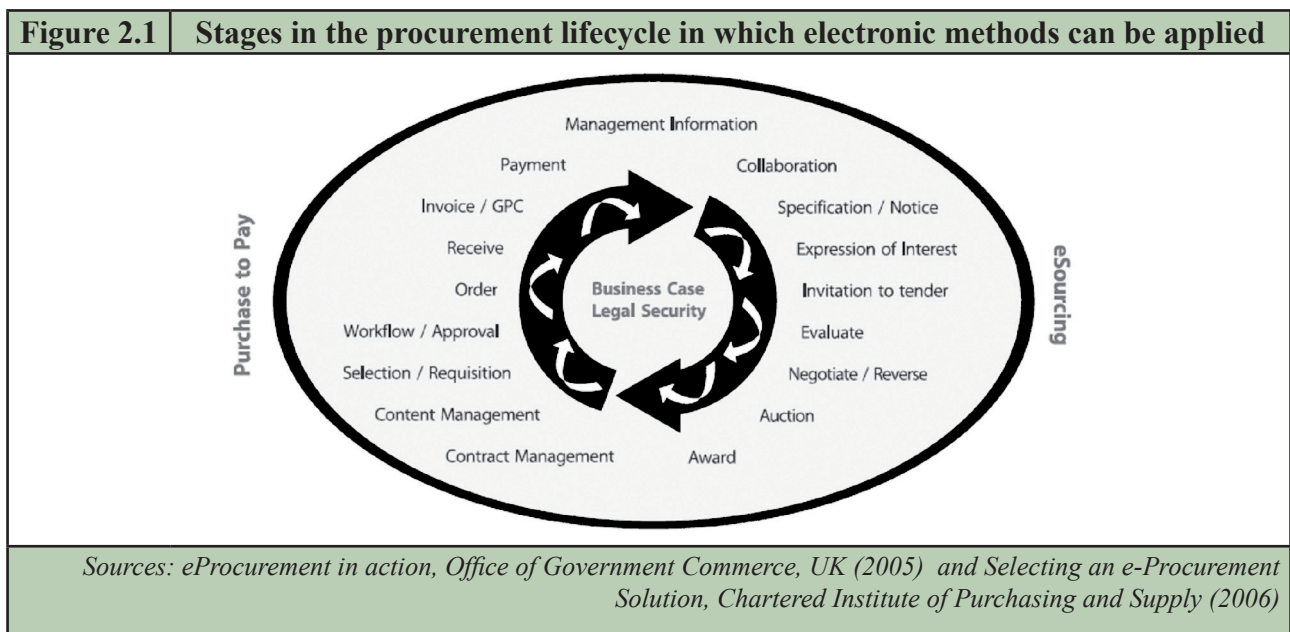 Figure 2.1 Stages in the procurement lifecycle in which electronic methods can be applied
Management Information
Payment
Collaboration
Invoice / GPC
Specification / Notice
Receive
Expression of Interest
Order
Invitation to tender
Workflow / Approval
Evaluate
Selection / Requisition
Negotiate / Reverse
Content Management
Auction
Contract Management
Award
Business Case
Legal Security
Purchase to Pay
eSourcing
Sources: eProcurement in action, Office of Government Commerce, UK (2005) and Selecting an e-Procurement
Solution, Chartered Institute of Purchasing and Supply (2006)